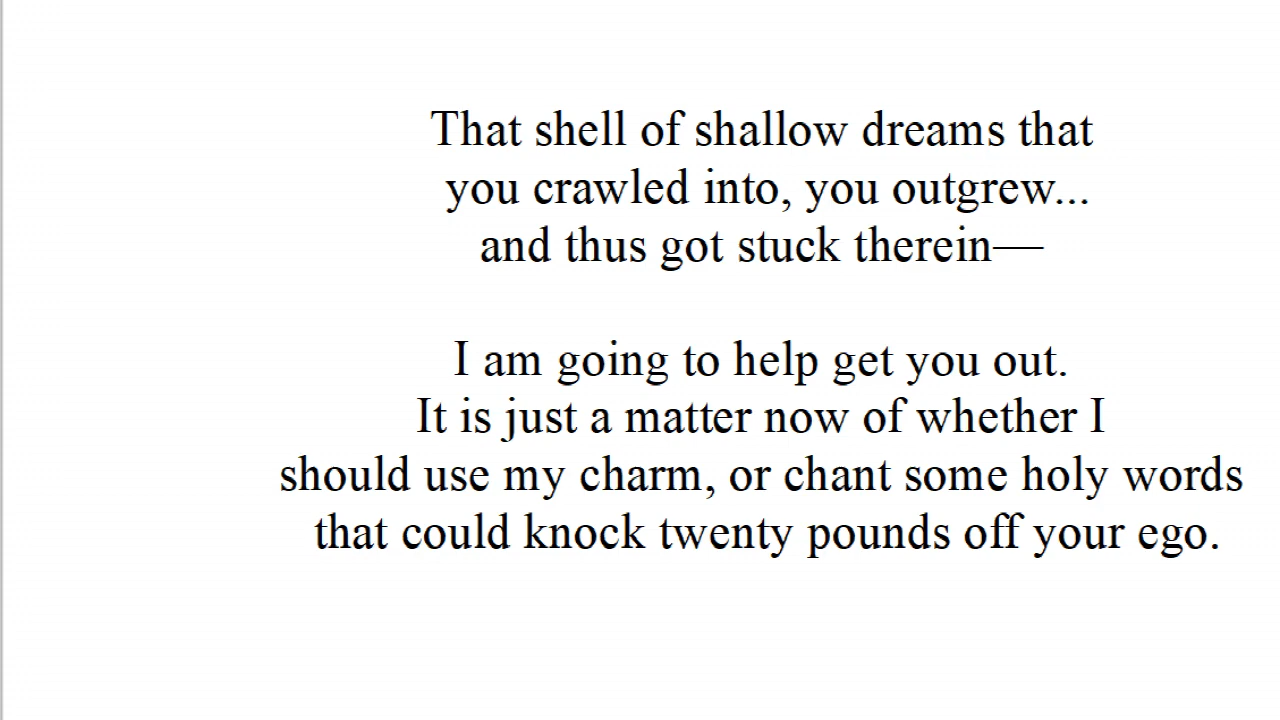 That shell of shallow dreams that
you crawled into, you outgrew...
and thus got stuck therein—
I am going to help get you out.
It is just a matter now of whether I
should use my charm, or chant some holy words
that could knock twenty pounds off your ego.